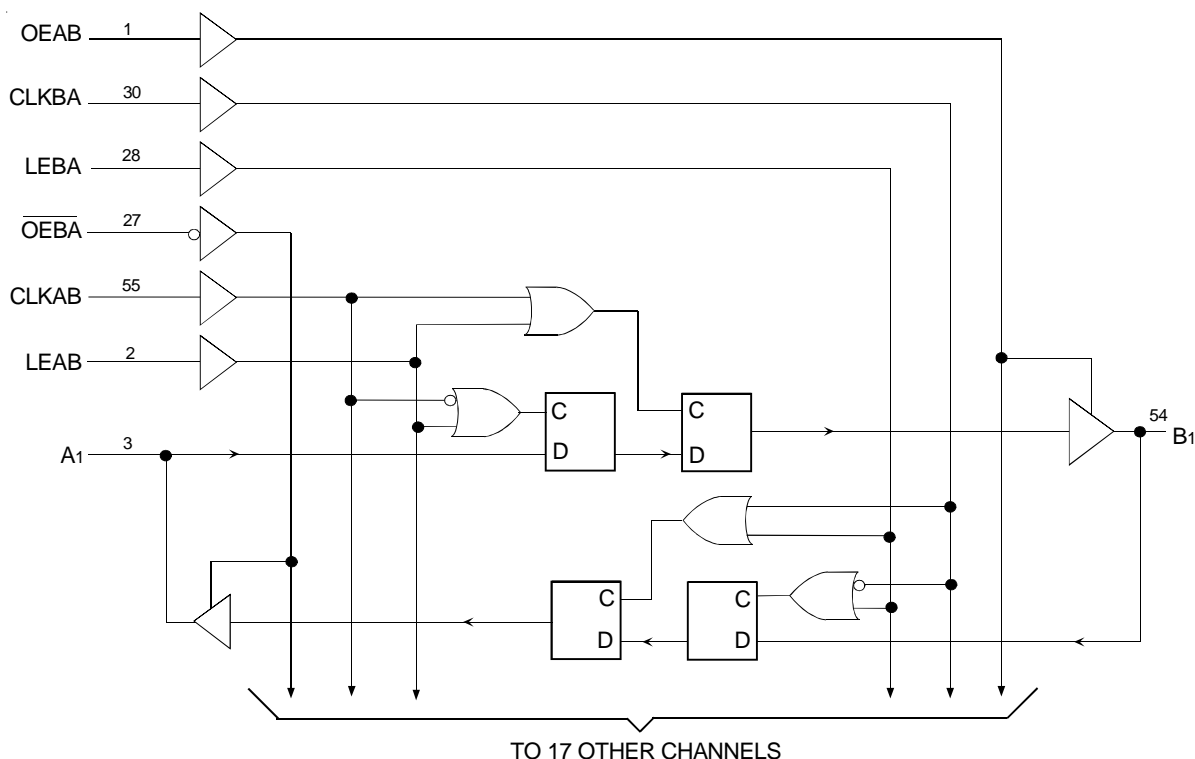 OEAB 1
CLKBA 30
LEBA 28
OEBA 27
CLKAB 55
LEAB 2
C
D
C
D
A1 3
54
B1
C
D
C
D
TO 17 OTHER CHANNELS